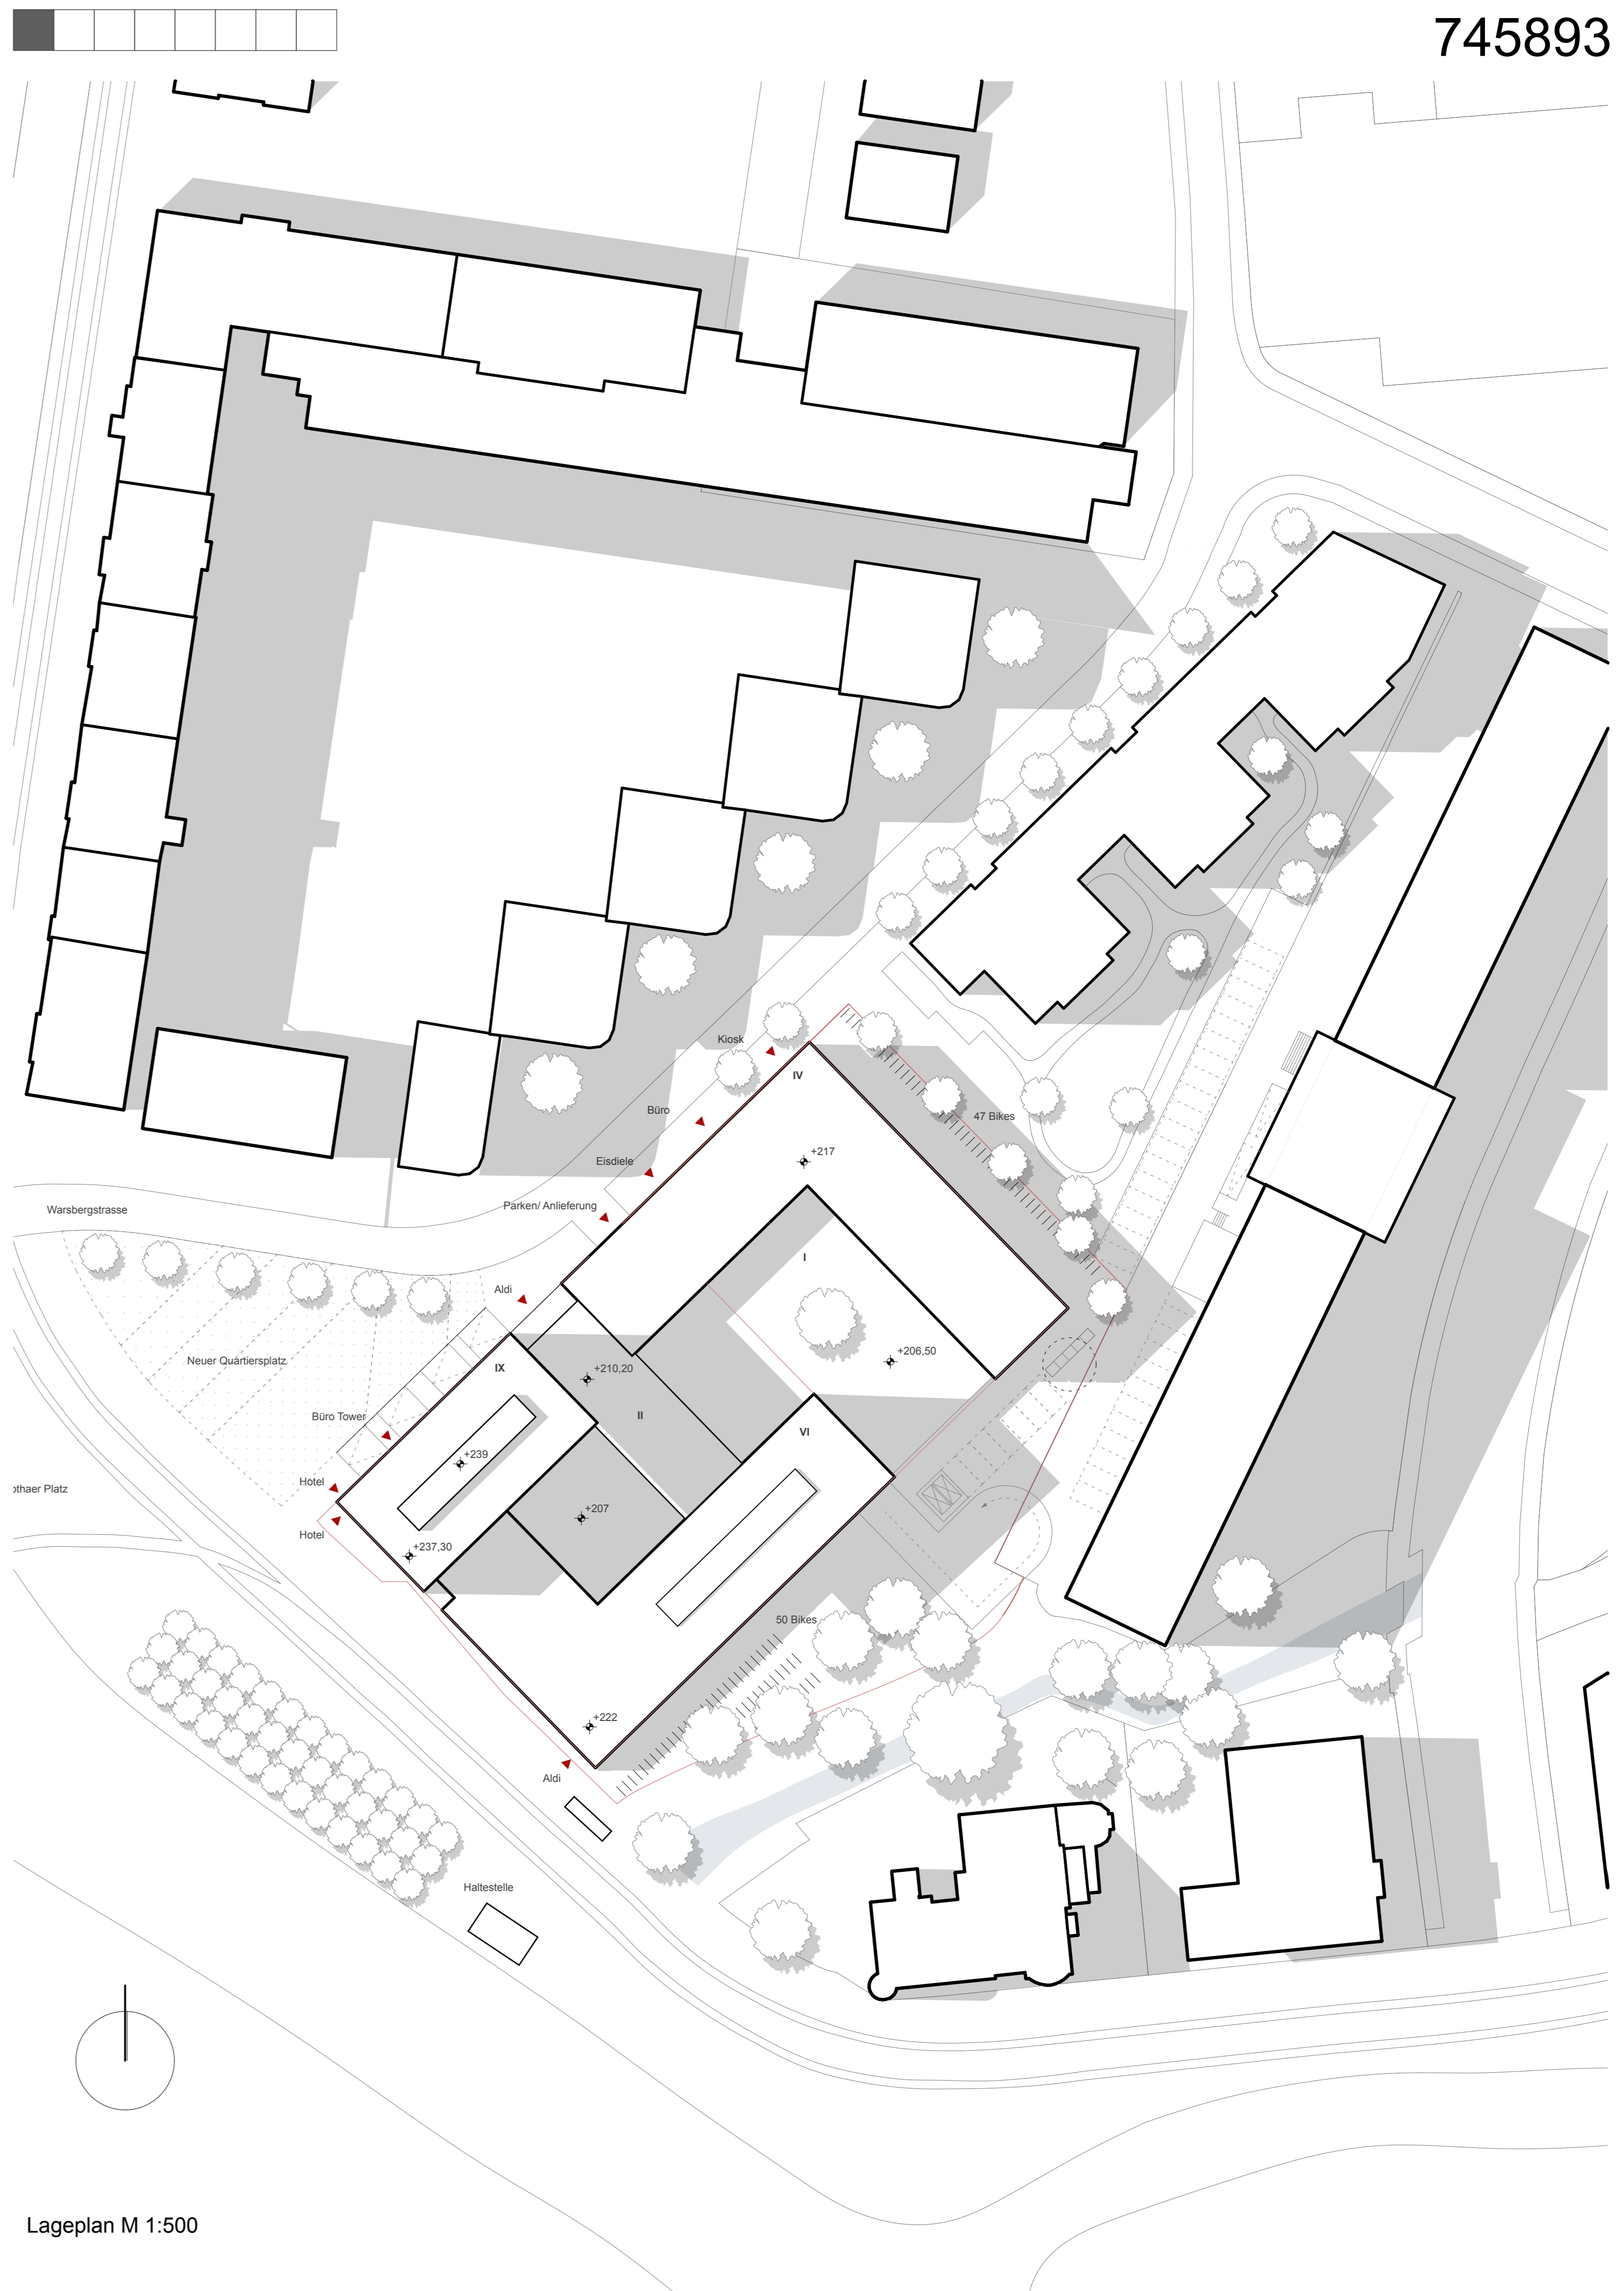 745893
Kiosk
IV
Büro
47 Bikes
+217
Eisdiele
Parken/ Anlieferung
Warsbergstrasse
I
Aldi
Neuer Quartiersplatz
IX
+210,20
+206,50
Büro Tower
II
VI
+239
Hotel
othaer Platz
+207
Hotel
+237,30
50 Bikes
+222
Aldi
Haltestelle
Lageplan M 1:500